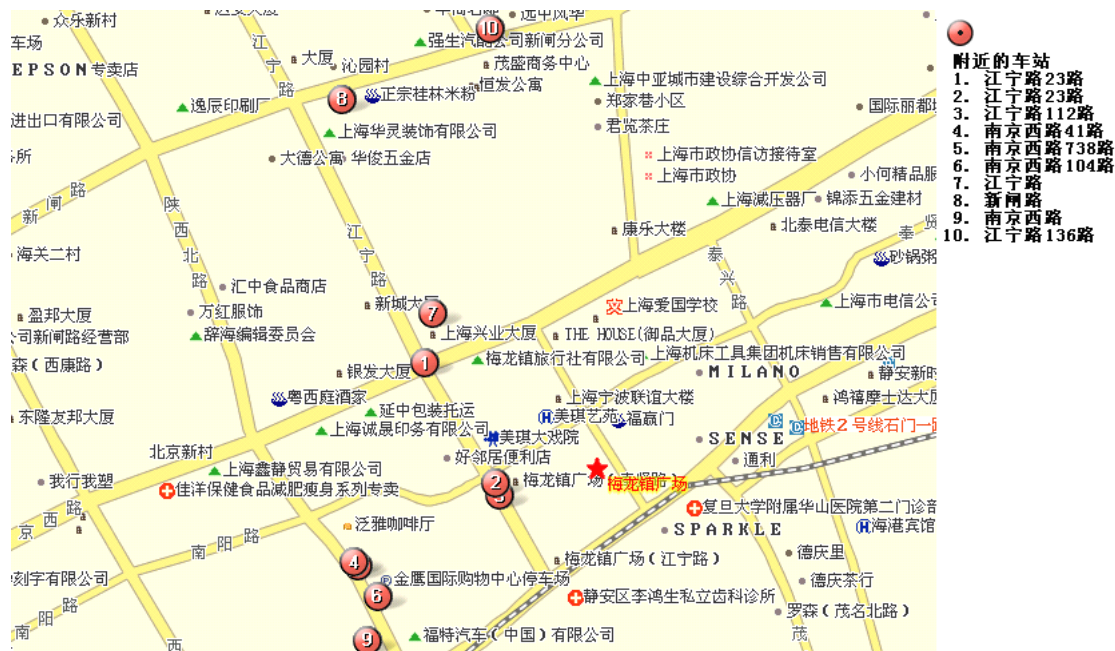 众乐新村
远中风华
车场
江宁路
大厦
沁园村
强生汽配公司新闸分公司
茂盛商务中心
EPSON专卖店
恒发公寓
上海中亚城市建设综合开发公司
正宗桂林米粉
郑家巷小区
逸辰印刷厂
国际丽都城
进出口有限公司
君览茶庄
上海华灵装饰有限公司
大德公寓
华俊五金店
上海市政协信访接待室
上海市政协
小何精品服
上海减压器厂
锦添五金建材
新闸路
陕西北路
江宁路
康乐大楼
北泰电信大楼
奉贤
海关二村
泰兴路
砂锅粥
汇中食品商店
新城大
上海爱国学校
上海市电信公
盈邦大厦
万红服饰
公司新闸路经营部
辞海编辑委员会
上海兴业大厦
THE HOUSE(御品大厦)
森(西康路)
银发大厦
梅龙镇旅行社有限公司
上海机床工具集团机床销售有限公司
MILANO
静安新时
粤西庭酒家
上海宁波联谊大楼
鸿禧摩士达大厦
东隆友邦大厦
延中包装托运
美琪艺苑
福赢门
地铁2号线石门一路
上海诚晟印务有限公司
美琪大戏院
SENSE
北京新村
好邻居便利店
通利
上海鑫静贸易有限公司
我行我塑
佳洋保健食品减肥瘦身系列专卖
梅龙镇广场
梅龙镇广场
复旦大学附属华山医院第二门诊部
京西路
泛雅咖啡厅
SPARKLE
海港宾馆
南阳路
梅龙镇广场(江宁路)
德庆里
刻字有限公司
金鹰国际购物中心停车场
德庆茶行
静安区李鸿生私立齿科诊所
罗森(茂名北路)
南阳路
福特汽车(中国)有限公司
茂
西
10
8
7
1
2
3
4
6
9
附近的车站
1. 江宁路23路
2. 江宁路23路
3. 江宁路112路
4. 南京西路41路
5. 南京西路738路
6. 南京西路104路
7. 江宁路
8. 新闸路
9. 南京西路
10. 江宁路136路